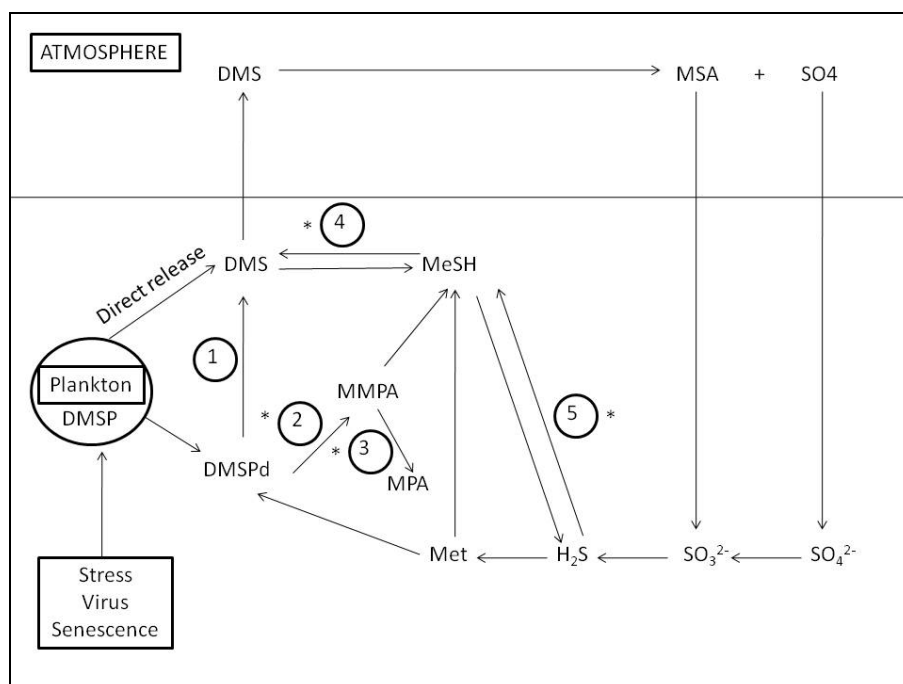 ATMOSPHERE
DMS MSA + SO4
* 4
Direct release
DMS MeSH
1
Plankton
DMSP
MMPA
* 2
* 3
5 *
DMSPd
MPA
Met H₂S SO₃²⁻ SO₄²⁻
Stress
Virus
Senescence